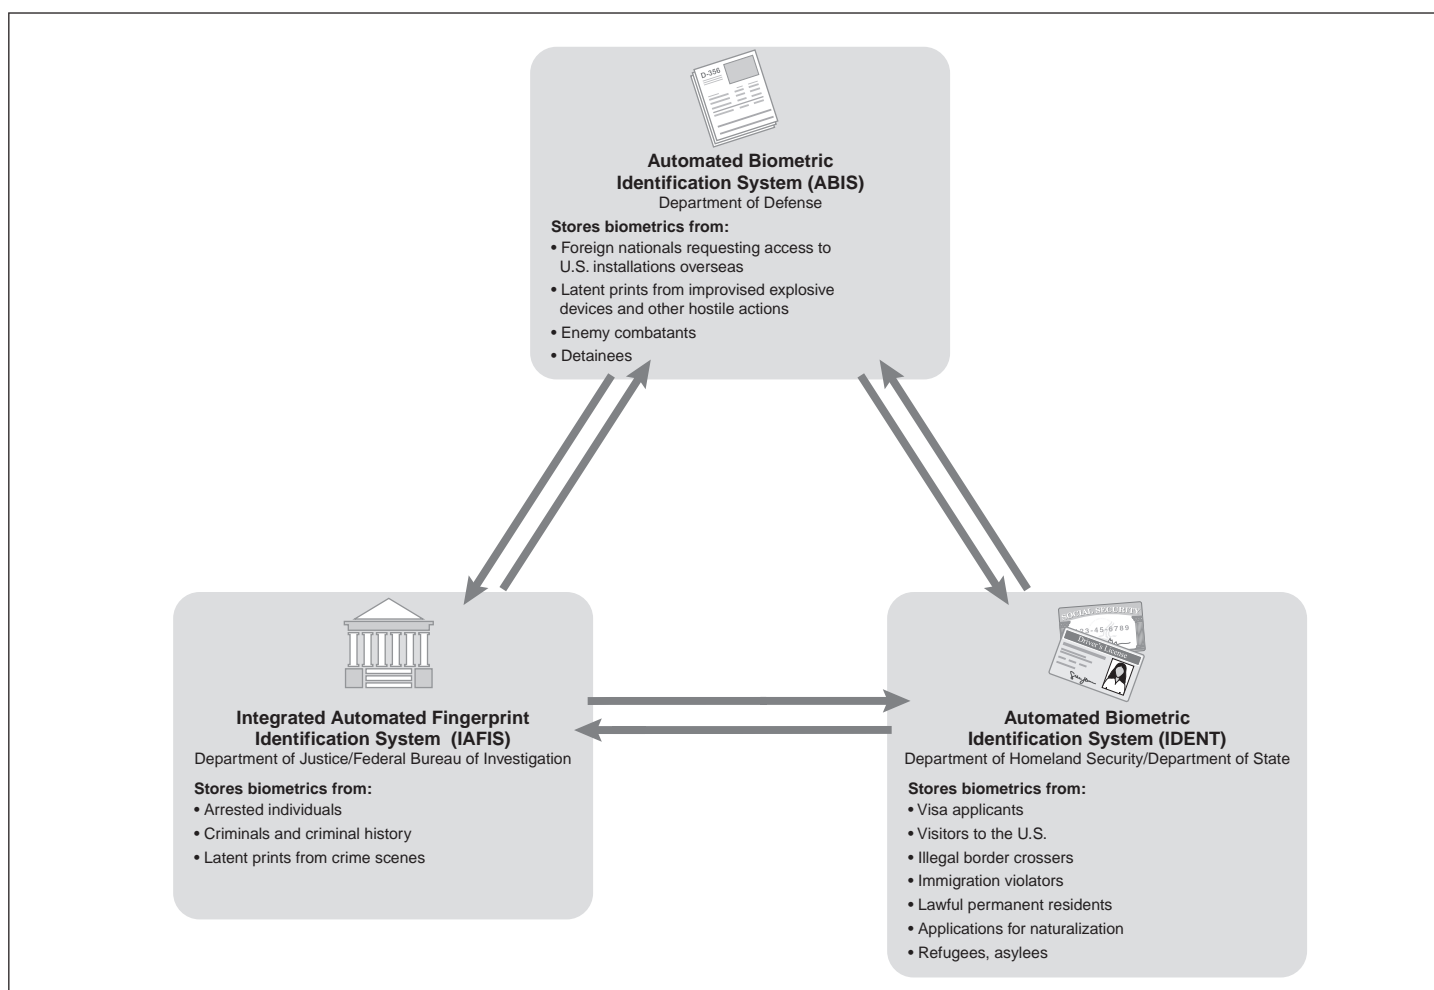 D-356
Automated Biometric
Identification System (ABIS)
Department of Defense
Stores biometrics from:
• Foreign nationals requesting access to
U.S. installations overseas
• Latent prints from improvised explosive
devices and other hostile actions
• Enemy combatants
• Detainees
Integrated Automated Fingerprint
Identification System (IAFIS)
Department of Justice/Federal Bureau of Investigation
Stores biometrics from:
• Arrested individuals
• Criminals and criminal history
• Latent prints from crime scenes
SOCIAL SECURITY
23-45-6789
Driver's License
Automated Biometric
Identification System (IDENT)
Department of Homeland Security/Department of State
Stores biometrics from:
• Visa applicants
• Visitors to the U.S.
• Illegal border crossers
• Immigration violators
• Lawful permanent residents
• Applications for naturalization
• Refugees, asylees